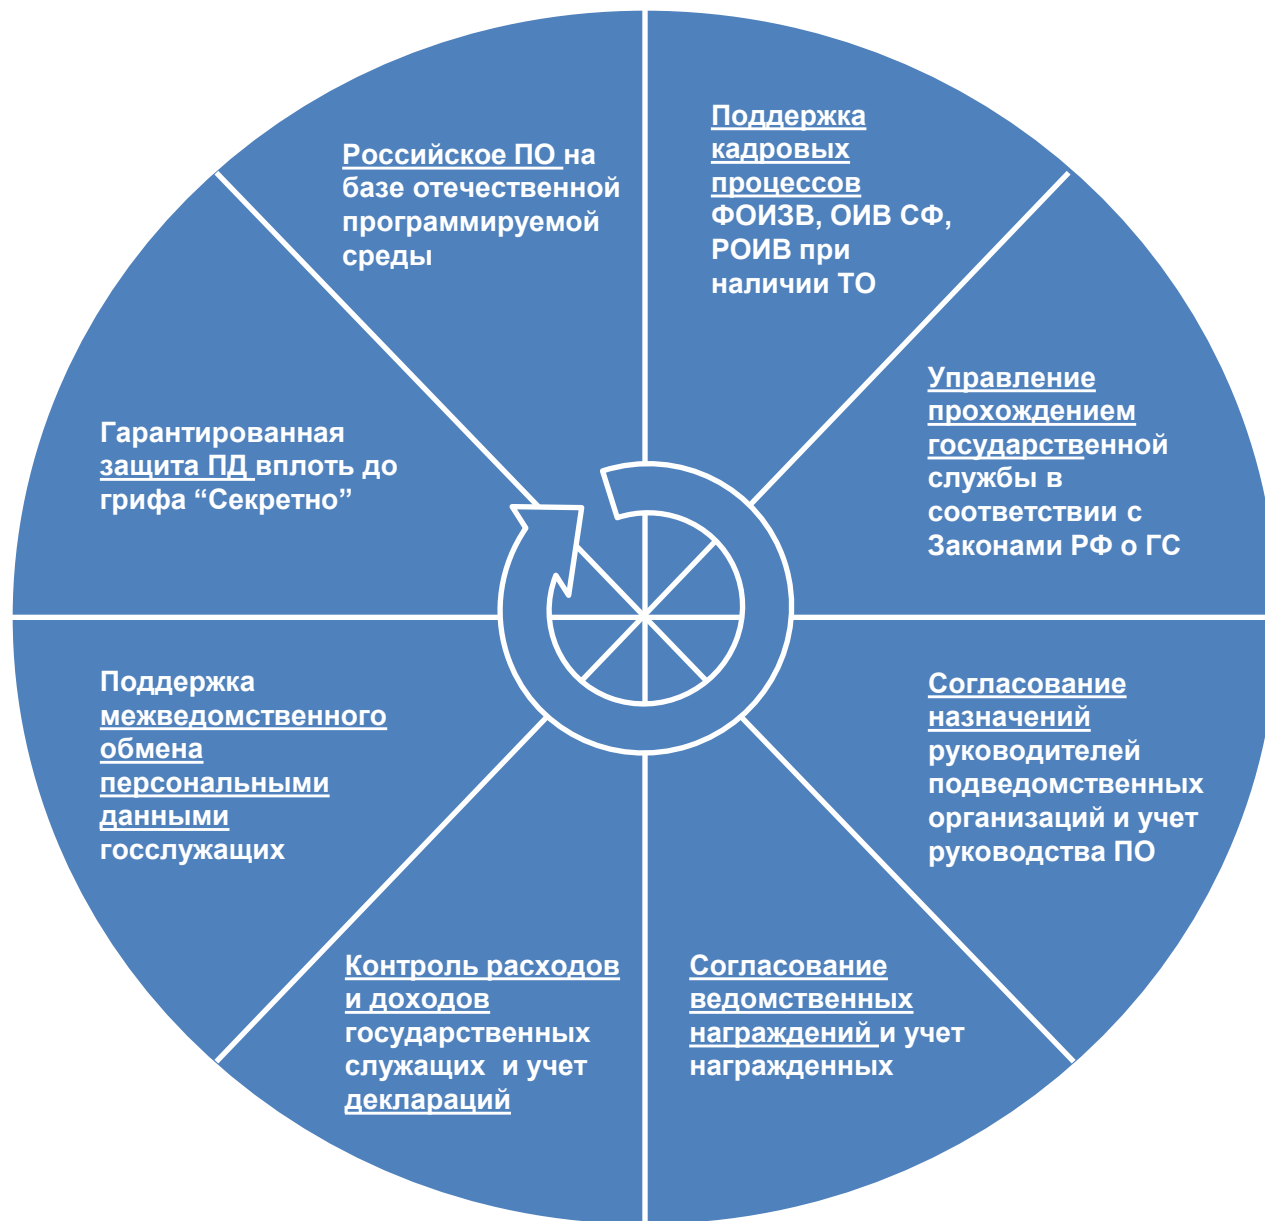 Поддержка
кадровых
процессов
ФОИЗВ, ОИВ СФ,
РОИВ при
наличии ТО
Управление
прохождением
государственной
службы в
соответствии с
Законами РФ о ГС
Согласование
назначений
руководителей
подведомственных
организаций и учет
руководства ПО
Согласование
ведомственных
награждений и учет
награжденных
Контроль расходов
и доходов
государственных
служащих и учет
деклараций
Поддержка
межведомственного
обмена
персональными
данными
госслужащих
Гарантированная
защита ПД вплоть до
грифа “Секретно”
Российское ПО на
базе отечественной
программируемой
среды